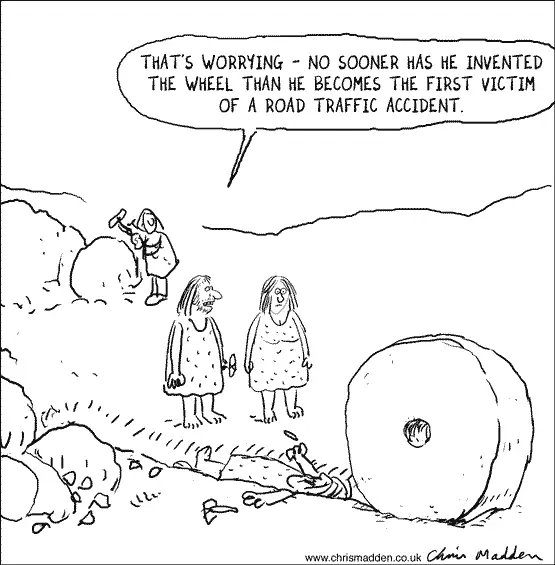 THAT'S WORRYING - NO SOONER HAS HE INVENTED
THE WHEEL THAN HE BECOMES THE FIRST VICTIM
OF A ROAD TRAFFIC ACCIDENT.
www.chrismadden.co.uk Chris Madden